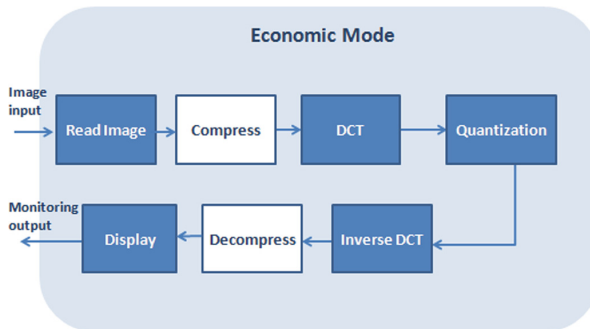 Economic Mode
Image
input
Read Image
Compress
DCT
Quantization
Monitoring
output
Display
Decompress
Inverse DCT